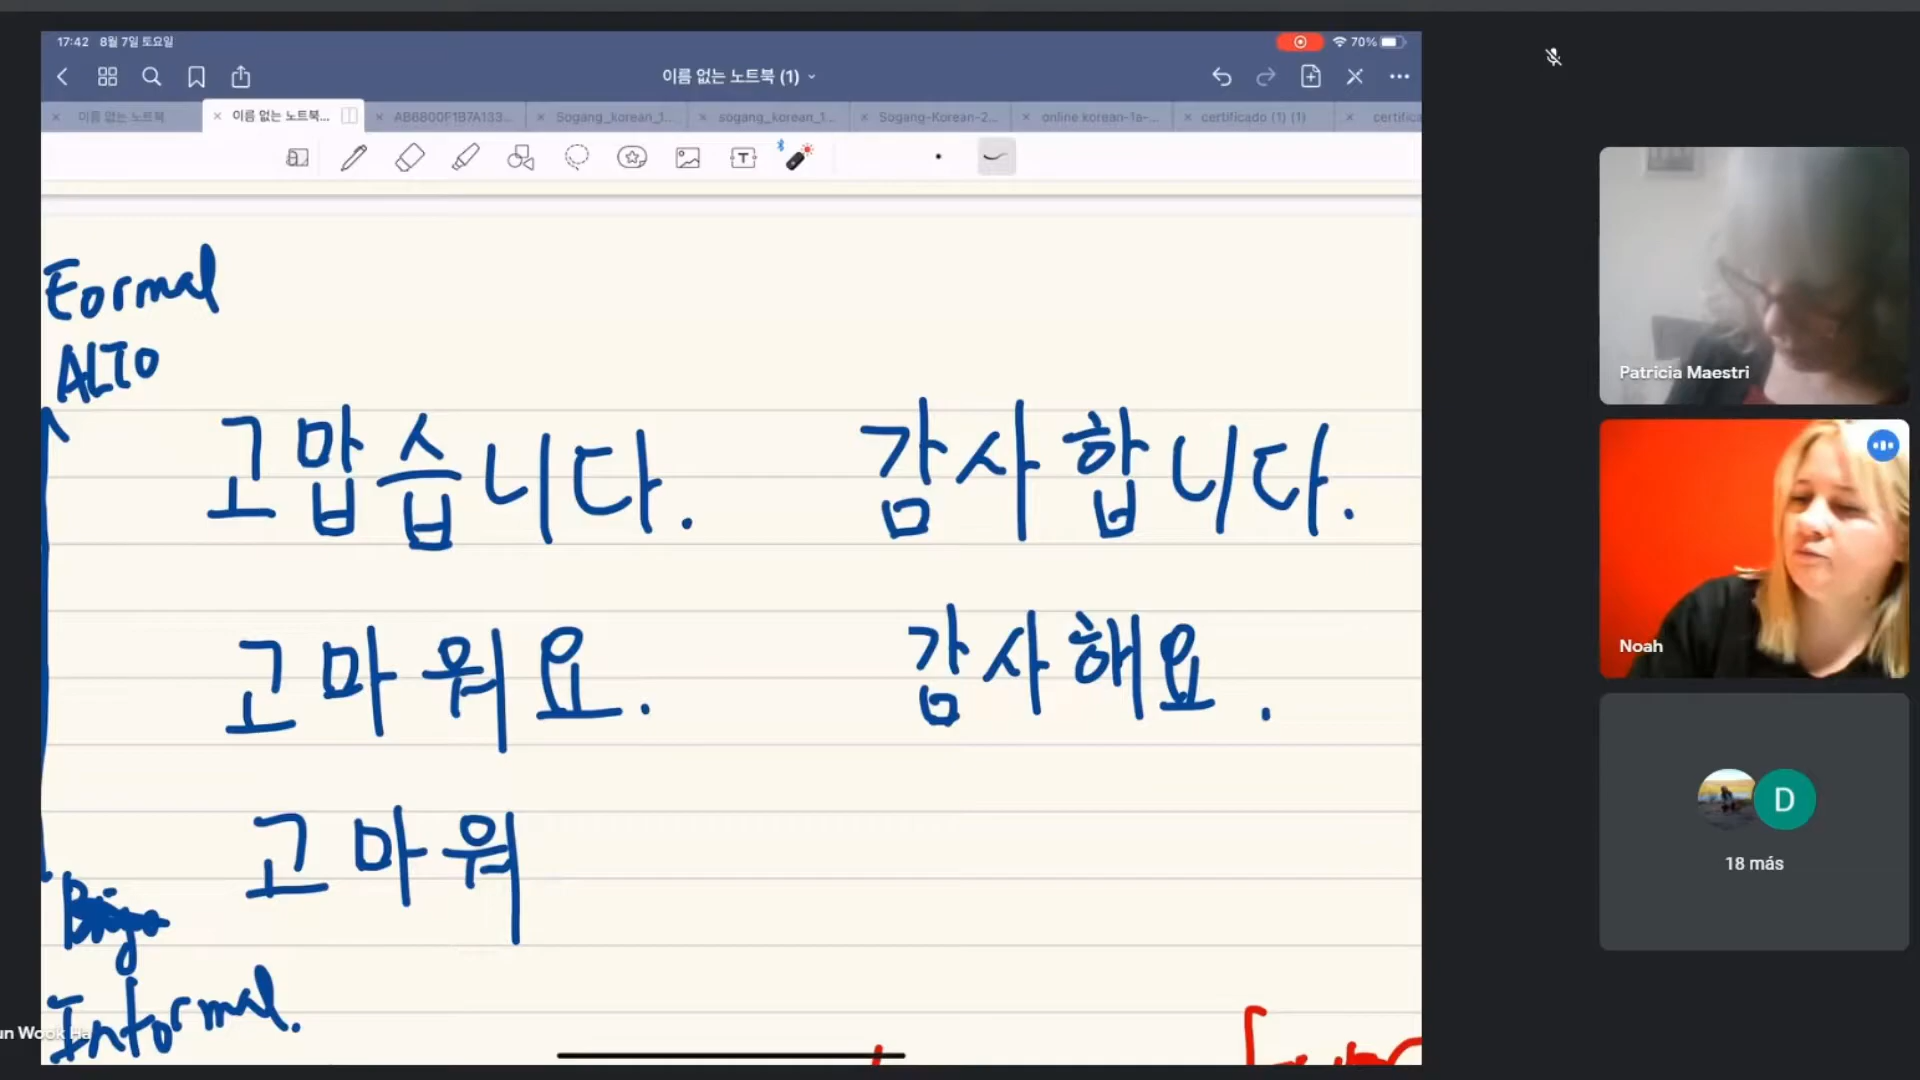 17:42 8월 7일 토요일
70%
이름 없는 노트북 (1)
이름 없는 노트북
이름 없는 노트북...
AB6800F1B7A133...
Sogang_korean_1...
sogang_korean_1...
Sogang-Korean-2...
online korean-1a-...
certificado (1) (1)
certifica
Formal
ALTO
고맙습니다. 감사합니다.
고마워요. 감사해요.
고마워
Informal.
Patricia Maestri
Noah
D
18 más